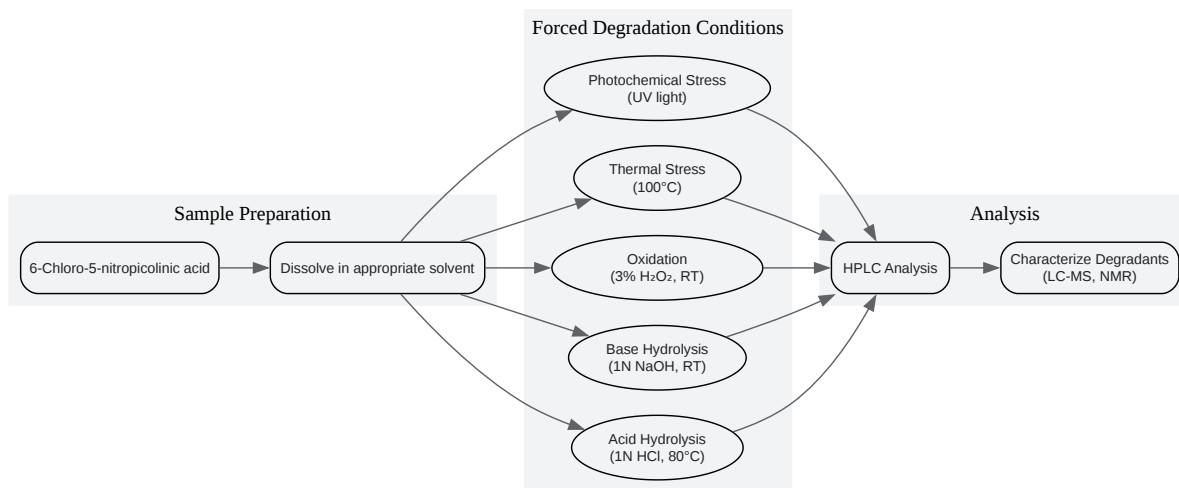 Forced Degradation Conditions
Photochemical Stress
(UV light)
Thermal Stress
(100°C)
Sample Preparation
Analysis
6-Chloro-5-nitropicolinic acid
Dissolve in appropriate solvent
Oxidation
(3% H₂O₂, RT)
HPLC Analysis
Characterize Degradants
(LC-MS, NMR)
Base Hydrolysis
(1N NaOH, RT)
Acid Hydrolysis
(1N HCl, 80°C)